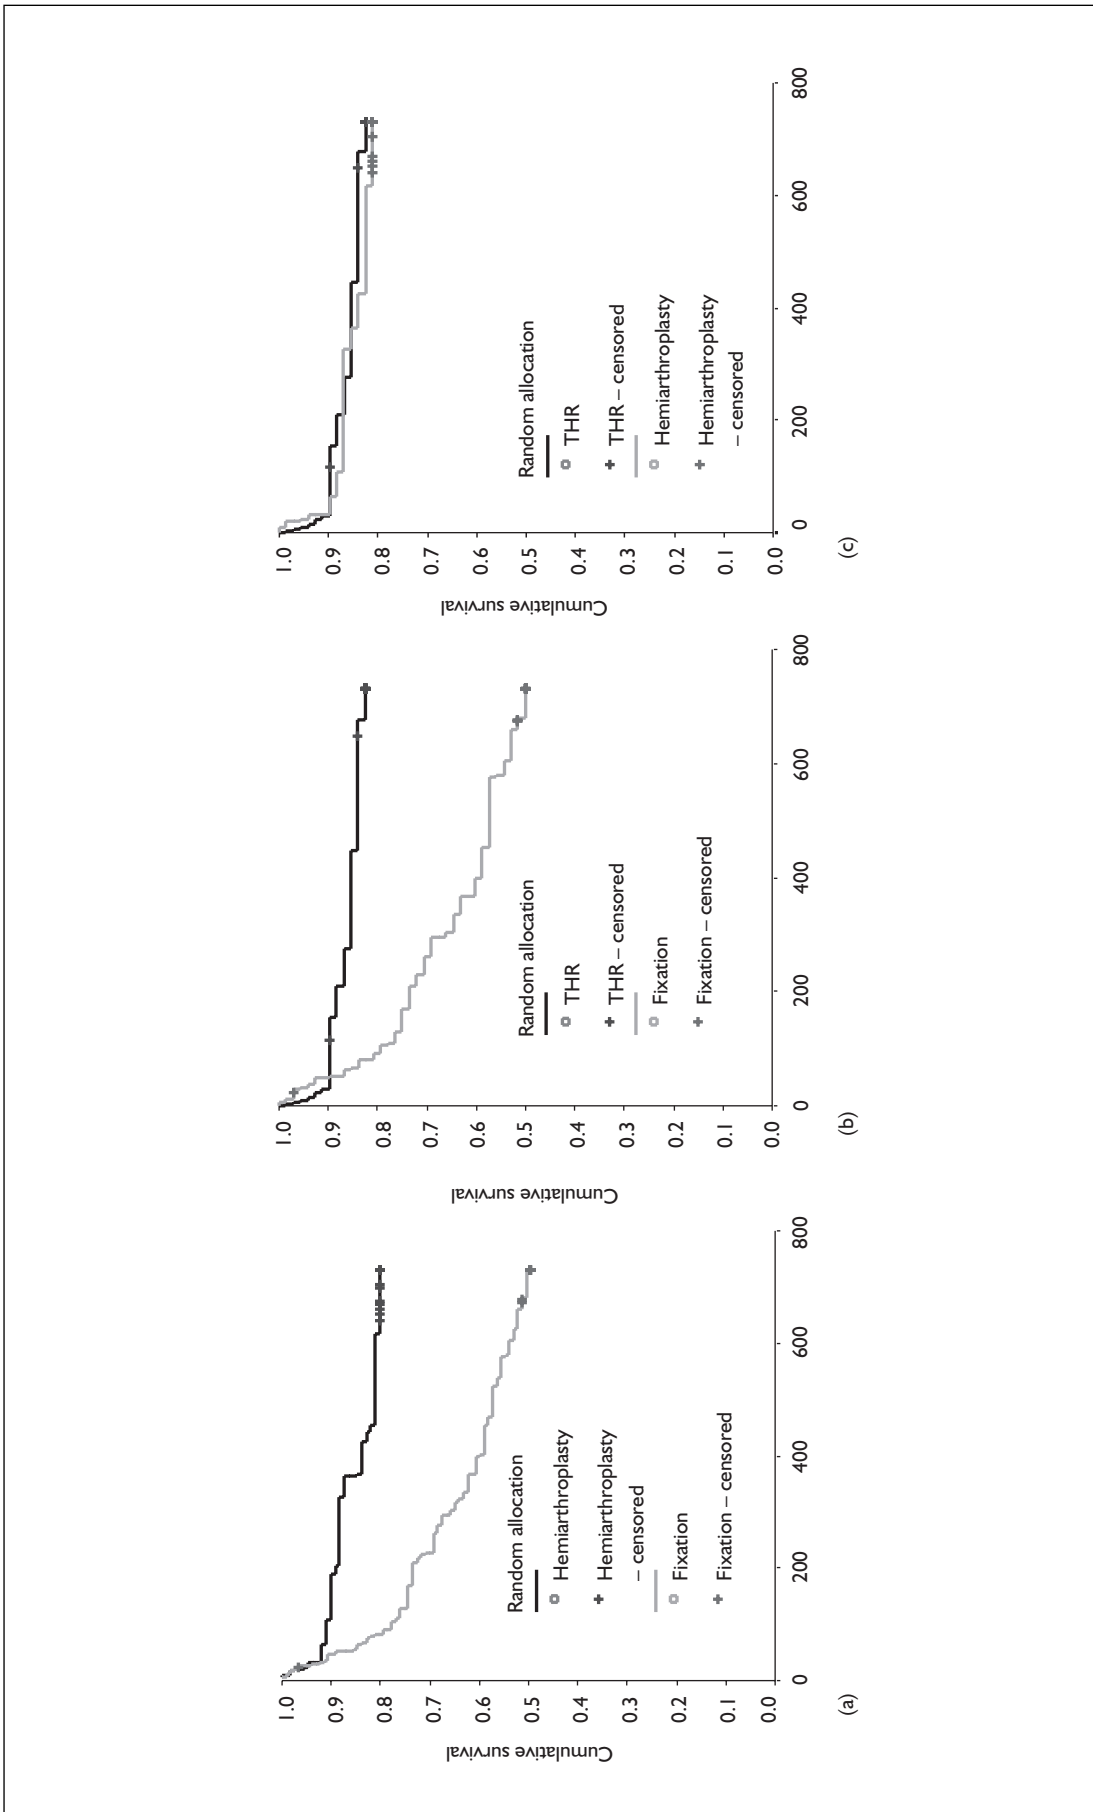 Cumulative survival
1.0
0.9
0.8
0.7
0.6
0.5
0.4
0.3
0.2
0.1
0.0
Random allocation
Hemiarthroplasty
Hemiarthroplasty
– censored
Fixation
Fixation – censored
0 200 400 600 800
(a)
Cumulative survival
1.0
0.9
0.8
0.7
0.6
0.5
0.4
0.3
0.2
0.1
0.0
Random allocation
THR
THR – censored
Fixation
Fixation – censored
0 200 400 600 800
(b)
Cumulative survival
1.0
0.9
0.8
0.7
0.6
0.5
0.4
0.3
0.2
0.1
0.0
Random allocation
THR
THR – censored
Hemiarthroplasty
Hemiarthroplasty
– censored
0 200 400 600 800
(c)